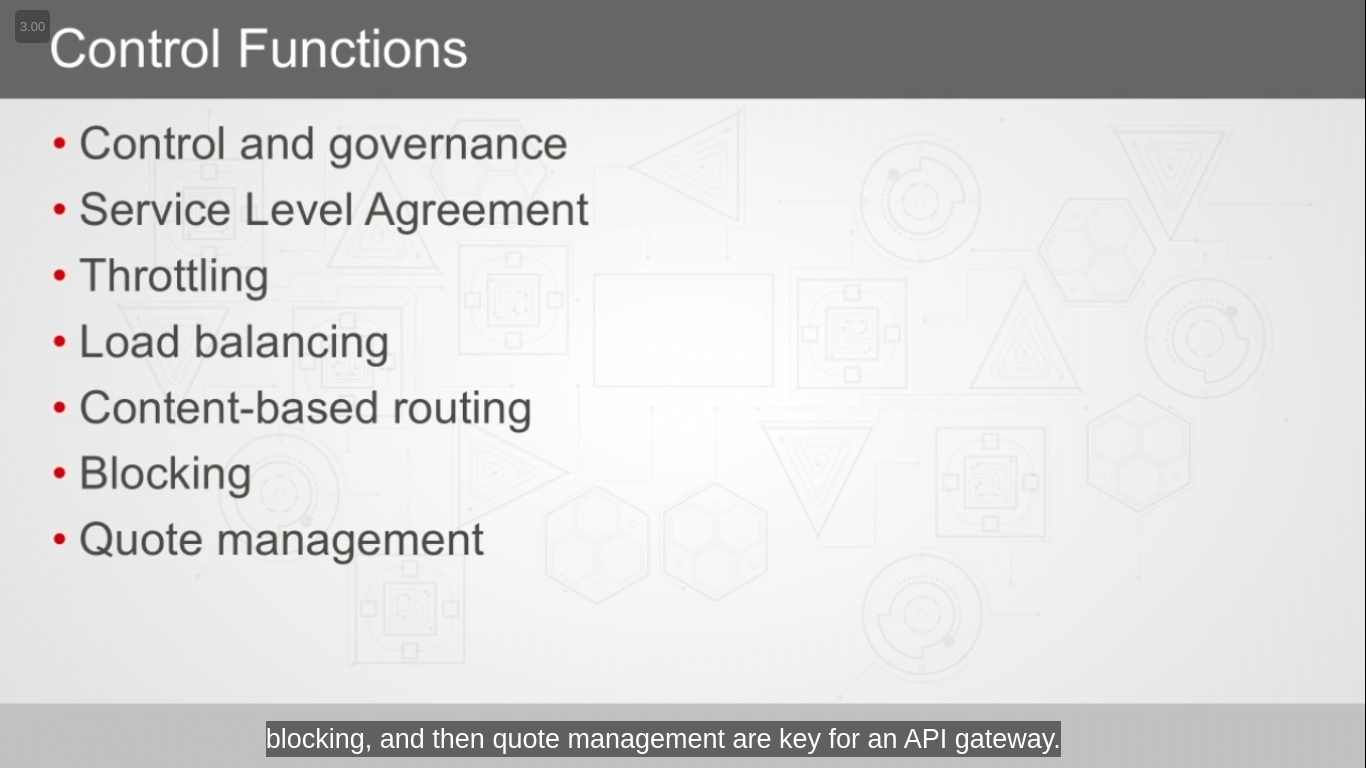 3.00
Control Functions
• Control and governance
• Service Level Agreement
• Throttling
• Load balancing
• Content-based routing
• Blocking
• Quote management
blocking, and then quote management are key for an API gateway.